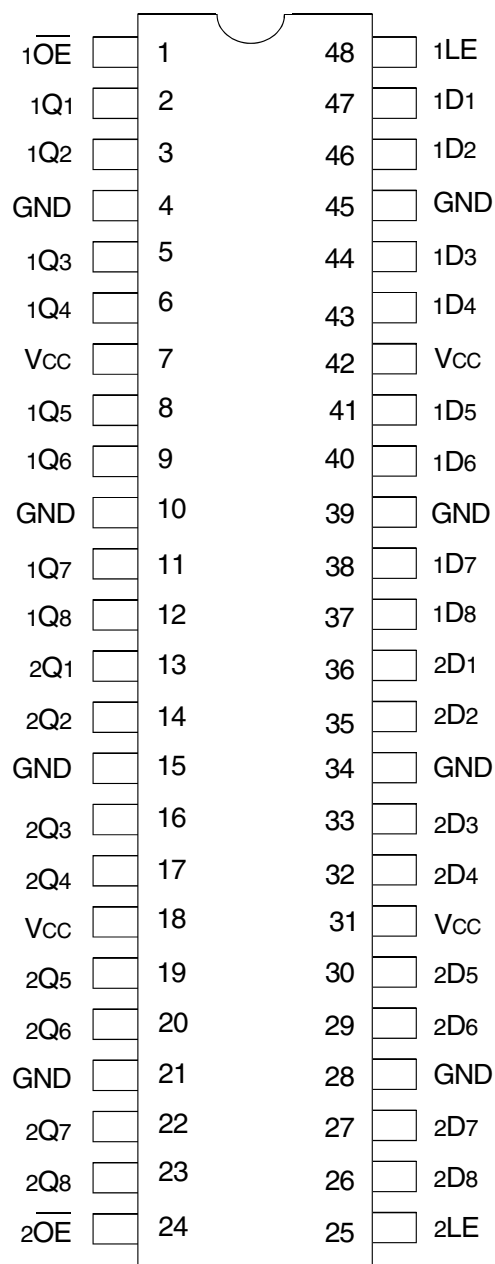 1O̅E̅ 1 48 1LE
1Q1 2 47 1D1
1Q2 3 46 1D2
GND 4 45 GND
1Q3 5 44 1D3
1Q4 6 43 1D4
VCC 7 42 VCC
1Q5 8 41 1D5
1Q6 9 40 1D6
GND 10 39 GND
1Q7 11 38 1D7
1Q8 12 37 1D8
2Q1 13 36 2D1
2Q2 14 35 2D2
GND 15 34 GND
2Q3 16 33 2D3
2Q4 17 32 2D4
VCC 18 31 VCC
2Q5 19 30 2D5
2Q6 20 29 2D6
GND 21 28 GND
2Q7 22 27 2D7
2Q8 23 26 2D8
2O̅E̅ 24 25 2LE